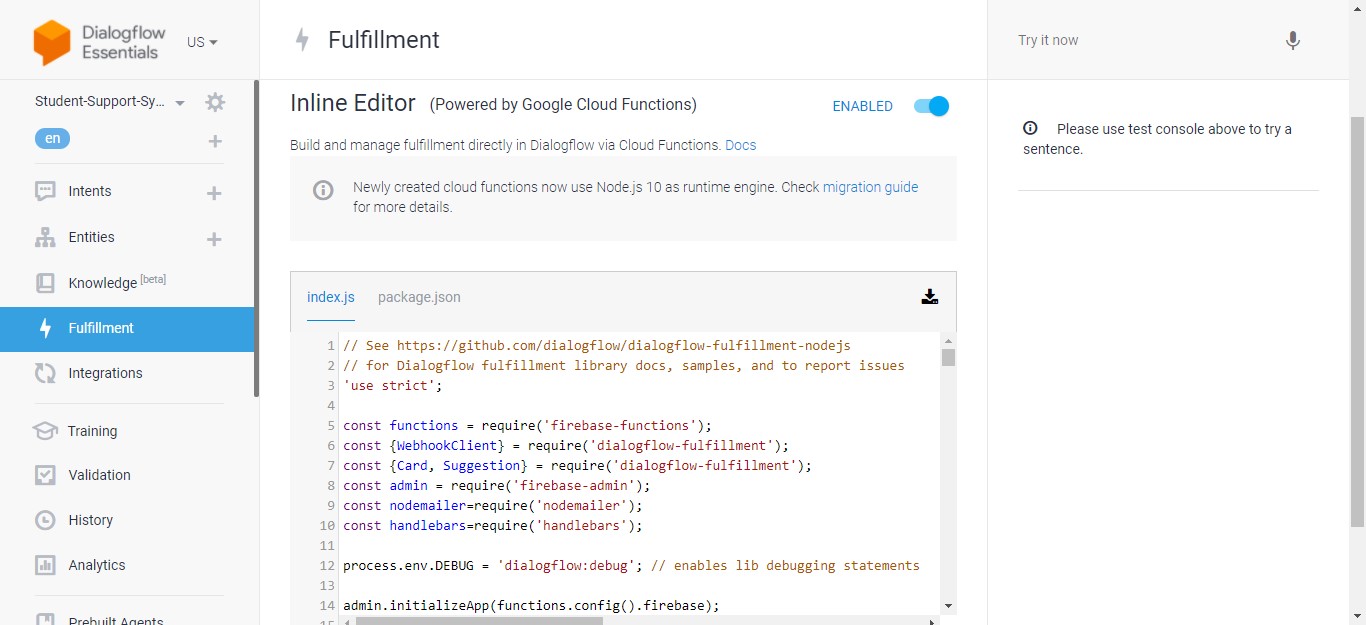 Dialogflow
Essentials
US
Student-Support-Sy...
en
Intents
Entities
Knowledge [beta]
Fulfillment
Integrations
Training
Validation
History
Analytics
Prebuilt Agents
Fulfillment
Inline Editor (Powered by Google Cloud Functions)
ENABLED
Build and manage fulfillment directly in Dialogflow via Cloud Functions. Docs
Newly created cloud functions now use Node.js 10 as runtime engine. Check migration guide
for more details.
index.js package.json
1 // See https://github.com/dialogflow/dialogflow-fulfillment-nodejs
2 // for Dialogflow fulfillment library docs, samples, and to report issues
3 'use strict';
4
5 const functions = require('firebase-functions');
6 const {WebhookClient} = require('dialogflow-fulfillment');
7 const {Card, Suggestion} = require('dialogflow-fulfillment');
8 const admin = require('firebase-admin');
9 const nodemailer=require('nodemailer');
10 const handlebars=require('handlebars');
11
12 process.env.DEBUG = 'dialogflow:debug'; // enables lib debugging statements
13
14 admin.initializeApp(functions.config().firebase);
15
Try it now
Please use test console above to try a
sentence.